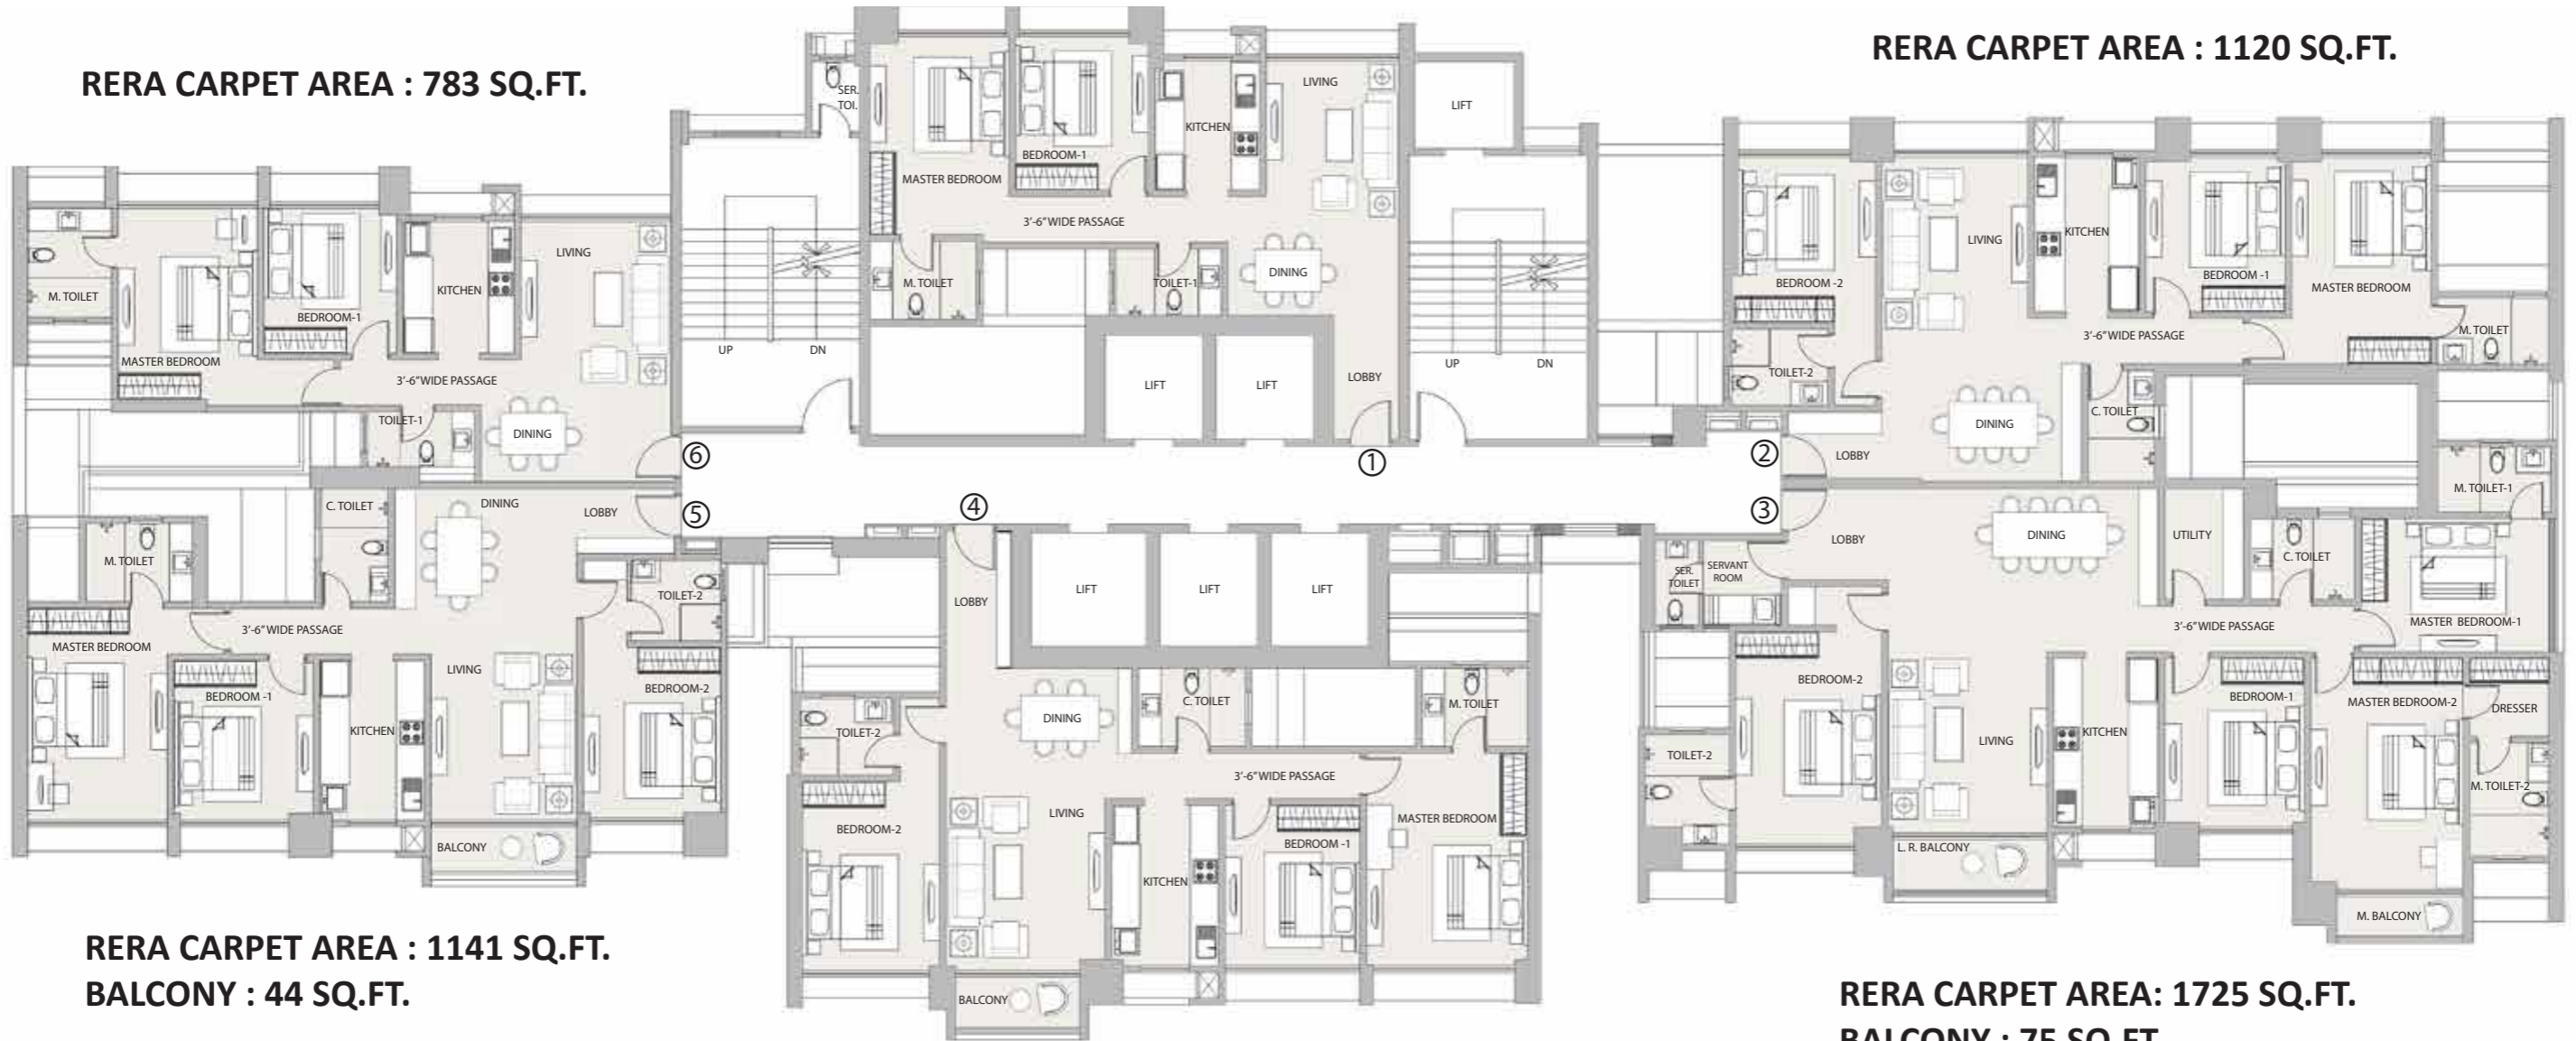 RERA CARPET AREA : 783 SQ.FT.
RERA CARPET AREA : 1120 SQ.FT.
SER.
TOI.
MASTER BEDROOM
BEDROOM-1
KITCHEN
LIVING
3'-6" WIDE PASSAGE
M. TOILET
TOILET-1
DINING
LIFT
LIFT
LOBBY
①
LIFT
UP
DN
UP
DN
M. TOILET
MASTER BEDROOM
BEDROOM-1
KITCHEN
LIVING
3'-6" WIDE PASSAGE
TOILET-1
DINING
⑥
BEDROOM -2
LIVING
KITCHEN
BEDROOM -1
MASTER BEDROOM
M. TOILET
3'-6" WIDE PASSAGE
TOILET-2
C. TOILET
DINING
LOBBY
②
C. TOILET
DINING
LOBBY
⑤
M. TOILET
TOILET-2
3'-6" WIDE PASSAGE
MASTER BEDROOM
BEDROOM -1
LIVING
BEDROOM-2
KITCHEN
BALCONY
④
LOBBY
LIFT
LIFT
LIFT
DINING
C. TOILET
M. TOILET
TOILET-2
3'-6" WIDE PASSAGE
BEDROOM-2
LIVING
KITCHEN
BEDROOM -1
MASTER BEDROOM
BALCONY
③
LOBBY
DINING
UTILITY
C. TOILET
M. TOILET-1
SER.
TOILET
SERVANT
ROOM
3'-6" WIDE PASSAGE
MASTER BEDROOM-1
BEDROOM-2
BEDROOM-1
MASTER BEDROOM-2
DRESSER
LIVING
KITCHEN
TOILET-2
M. TOILET-2
L. R. BALCONY
M. BALCONY
RERA CARPET AREA : 1141 SQ.FT.
BALCONY : 44 SQ.FT.
RERA CARPET AREA: 1725 SQ.FT.
BALCONY : 75 SQ.FT.